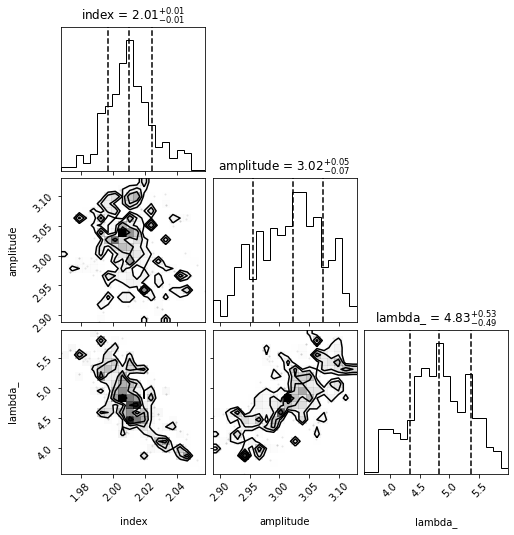 index = 2.01+0.01−0.01
amplitude = 3.02+0.05−0.07
3.10
3.05
3.00
2.95
2.90
amplitude
lambda_ = 4.83+0.53−0.49
5.5
5.0
4.5
4.0
lambda_
1.98 2.00 2.02 2.04
2.90 2.95 3.00 3.05 3.10
4.0 4.5 5.0 5.5
index amplitude lambda_